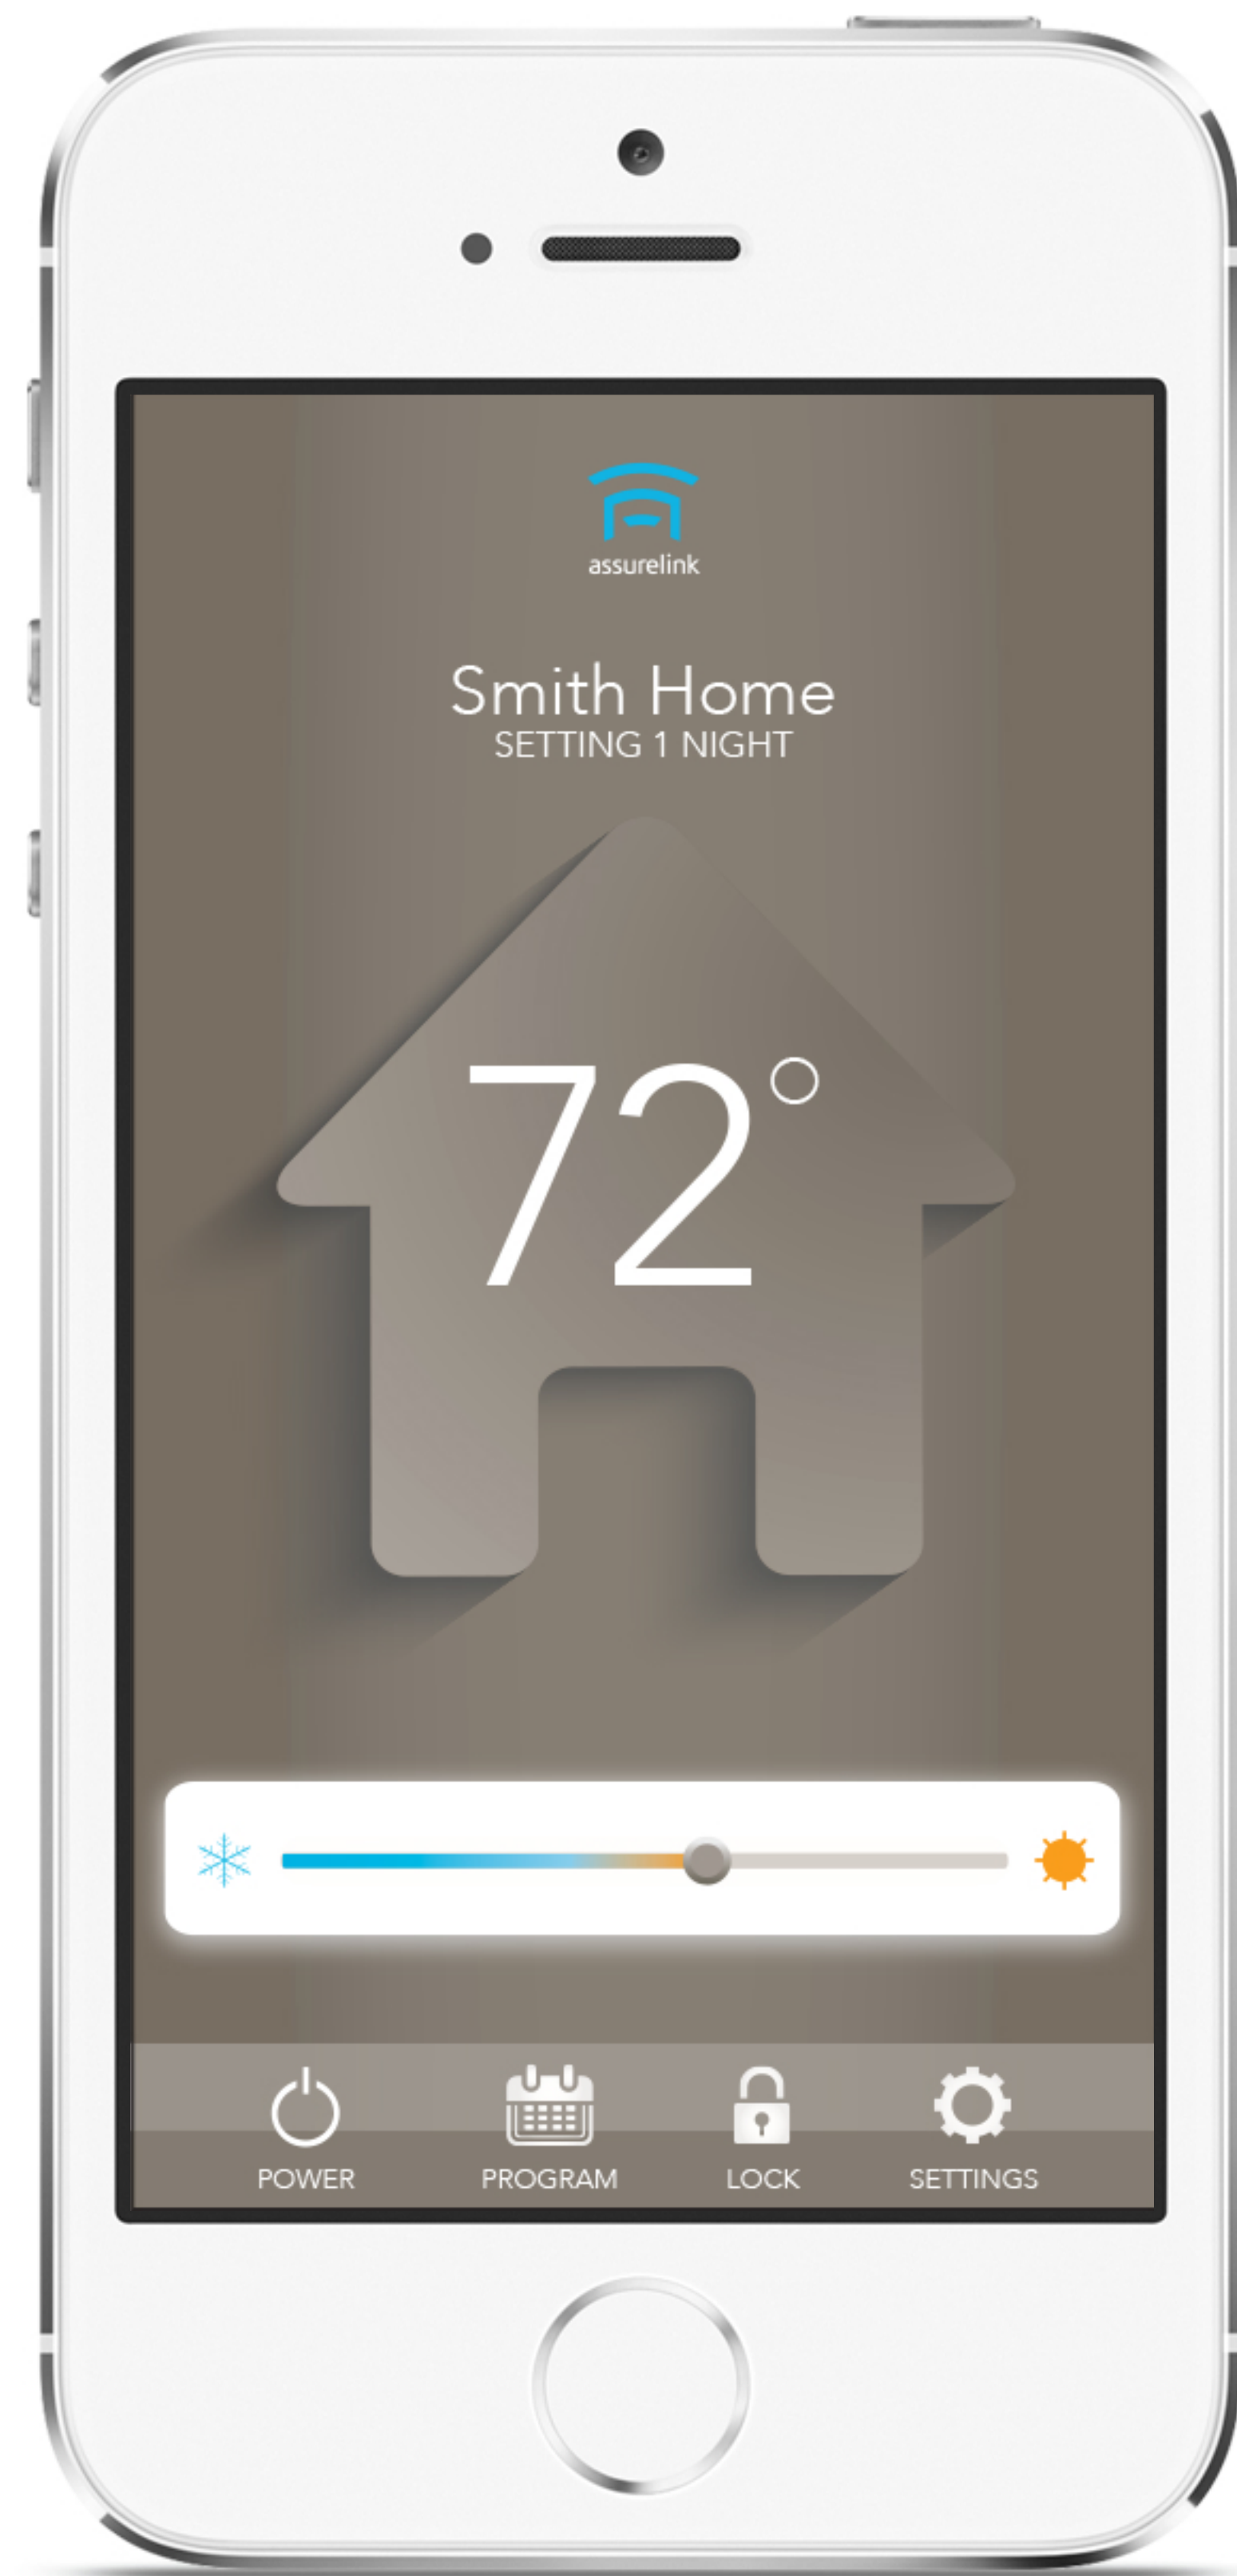 assurelink
Smith Home
SETTING 1 NIGHT
72°
POWER PROGRAM LOCK SETTINGS